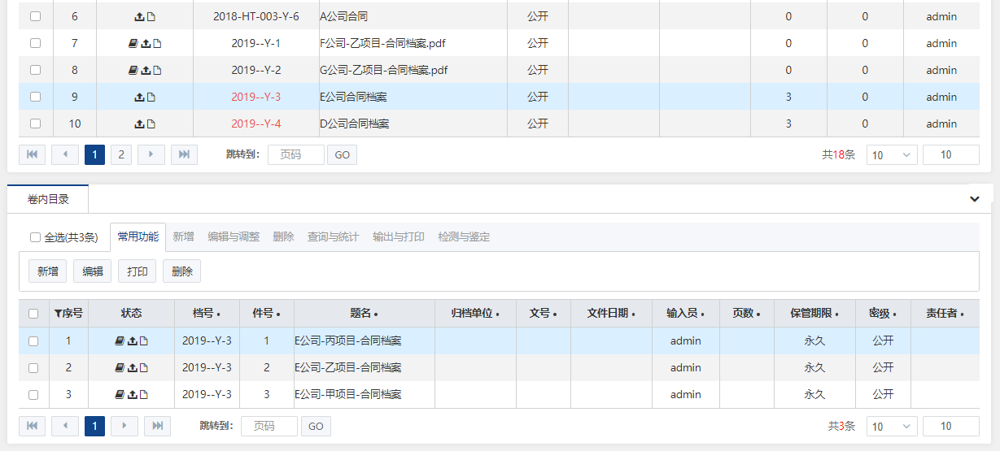 6 2018-HT-003-Y-6 A公司合同 公开 0 0 admin
7 2019--Y-1 F公司-乙项目-合同档案.pdf 公开 0 0 admin
8 2019--Y-2 G公司-乙项目-合同档案.pdf 公开 0 0 admin
9 2019--Y-3 E公司合同档案 公开 3 0 admin
10 2019--Y-4 D公司合同档案 公开 3 0 admin
1 2 跳转到： 页码 GO 共18条 10 10
卷内目录
全选(共3条) 常用功能 新增 编辑与调整 删除 查询与统计 输出与打印 检测与鉴定
新增 编辑 打印 删除
序号 状态 档号 • 件号 • 题名 • 归档单位 • 文号 • 文件日期 • 输入员 • 页数 • 保管期限 • 密级 • 责任者 •
1 2019--Y-3 1 E公司-丙项目-合同档案 admin 永久 公开
2 2019--Y-3 2 E公司-乙项目-合同档案 admin 永久 公开
3 2019--Y-3 3 E公司-甲项目-合同档案 admin 永久 公开
1 跳转到： 页码 GO 共3条 10 10